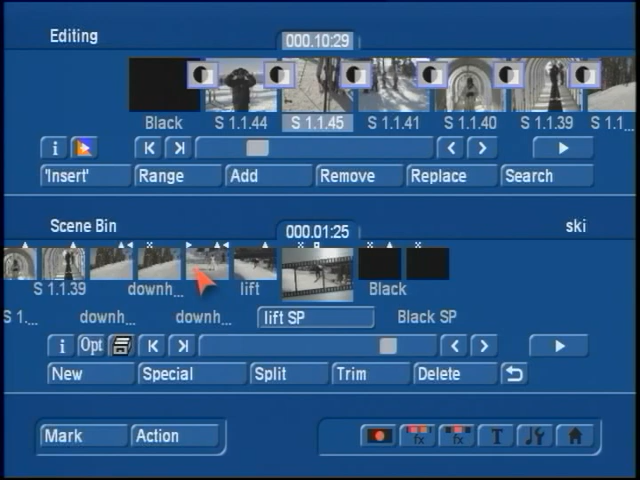 Editing
000.10:29
Black S 1.1.44 S 1.1.45 S 1.1.41 S 1.1.40 S 1.1.39 S 1.1...
i
'Insert' Range Add Remove Replace Search
Scene Bin 000.01:25 ski
S 1.1.39 downh... lift Black
S 1.... downh... downh... lift SP Black SP
i Opt
New Special Split Trim Delete
Mark Action fx fx T